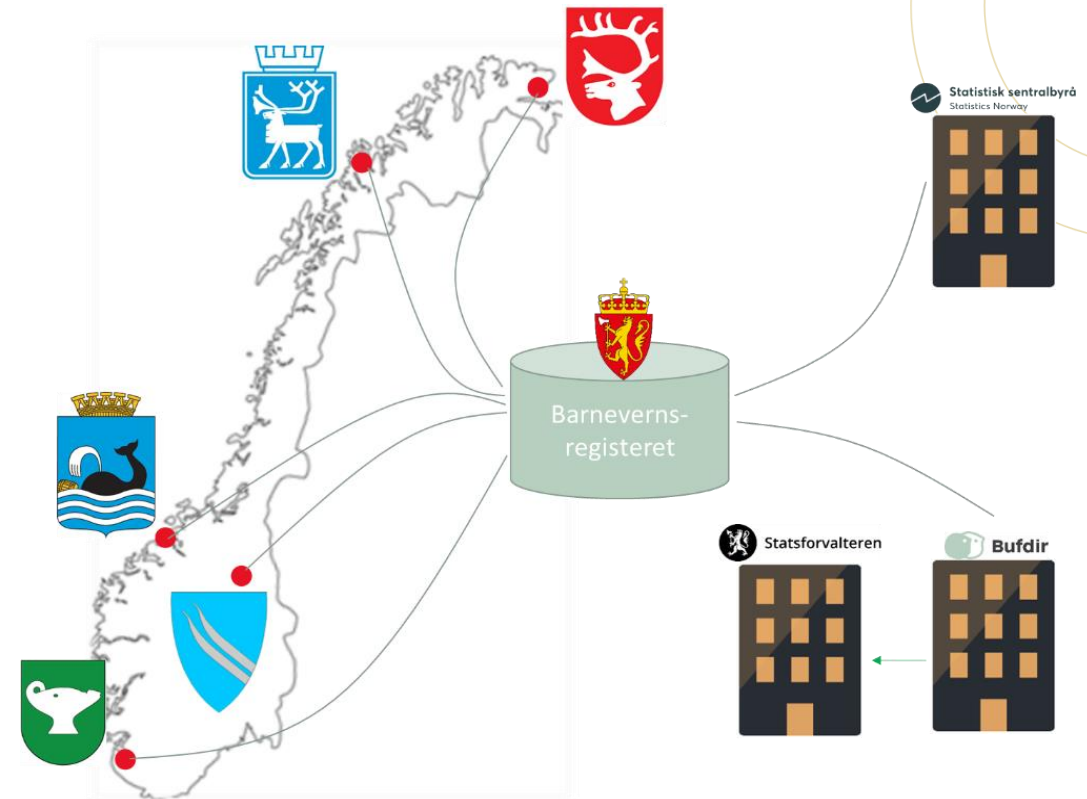 Statistisk sentralbyrå
Statistics Norway
Barneverns-
registeret
Statsforvalteren
Bufdir